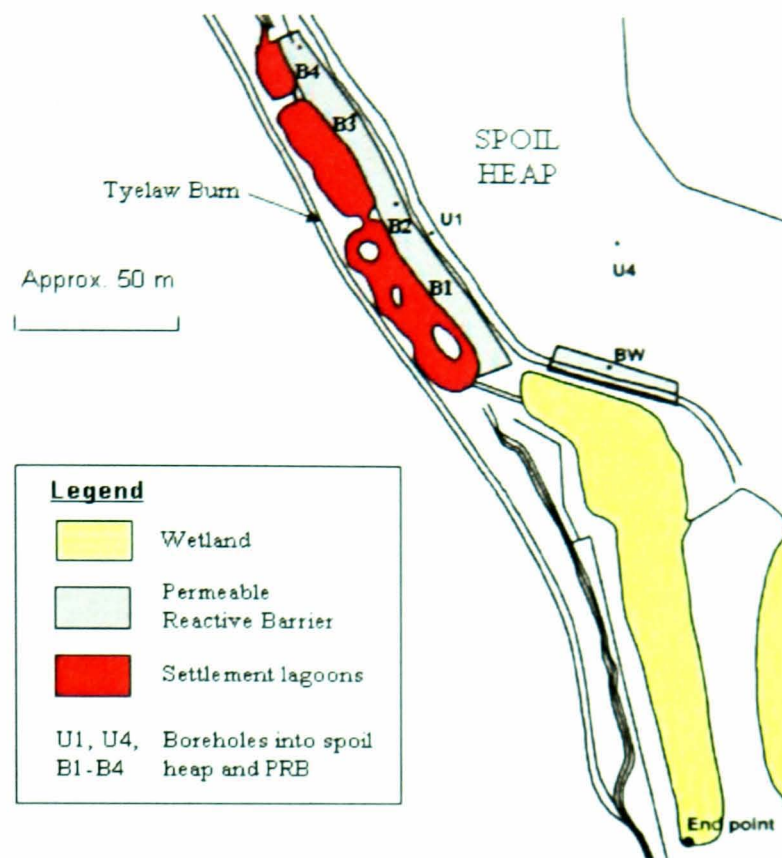 B4
B3
SPOIL
HEAP
Tyelaw Burn
B2
U1
U4
Approx. 50 m
B1
BW
Legend
Wetland
Permeable
Reactive Barrier
Settlement lagoons
U1, U4,
B1-B4
Boreholes into spoil
heap and PRB
End point